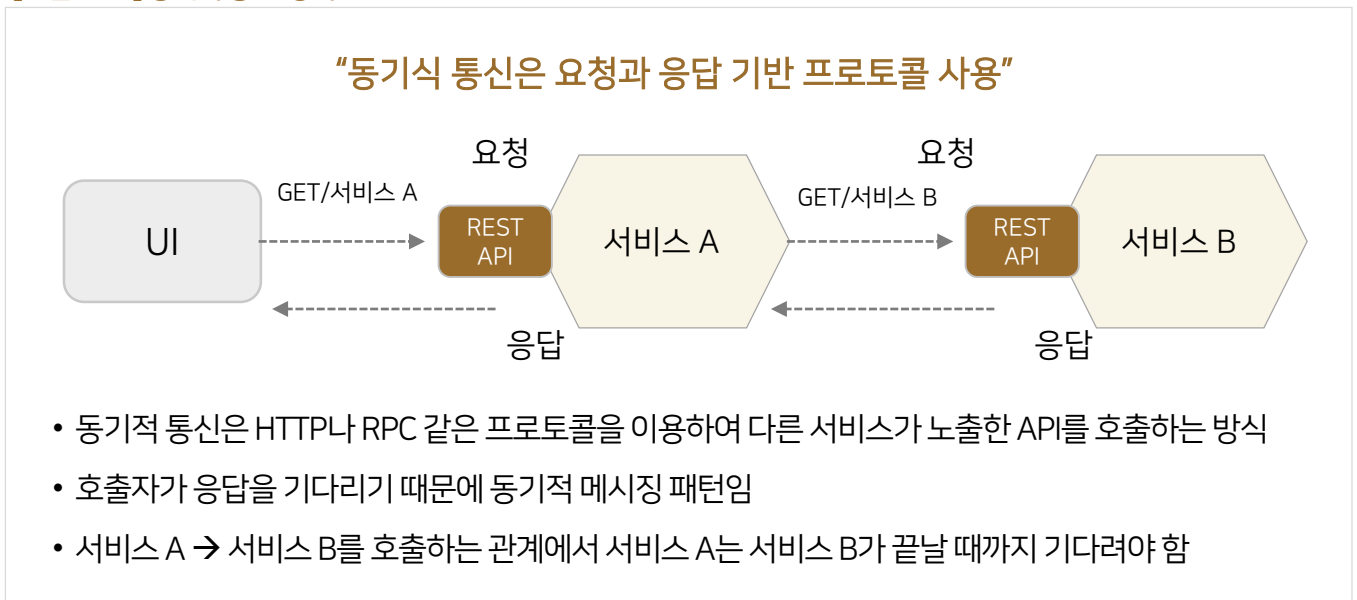 “동기식 통신은 요청과 응답 기반 프로토콜 사용”
요청
요청
GET/서비스 A
GET/서비스 B
UI
REST
API
서비스 A
REST
API
서비스 B
응답
응답
• 동기적 통신은 HTTP나 RPC 같은 프로토콜을 이용하여 다른 서비스가 노출한 API를 호출하는 방식
• 호출자가 응답을 기다리기 때문에 동기적 메시징 패턴임
• 서비스 A → 서비스 B를 호출하는 관계에서 서비스 A는 서비스 B가 끝날 때까지 기다려야 함